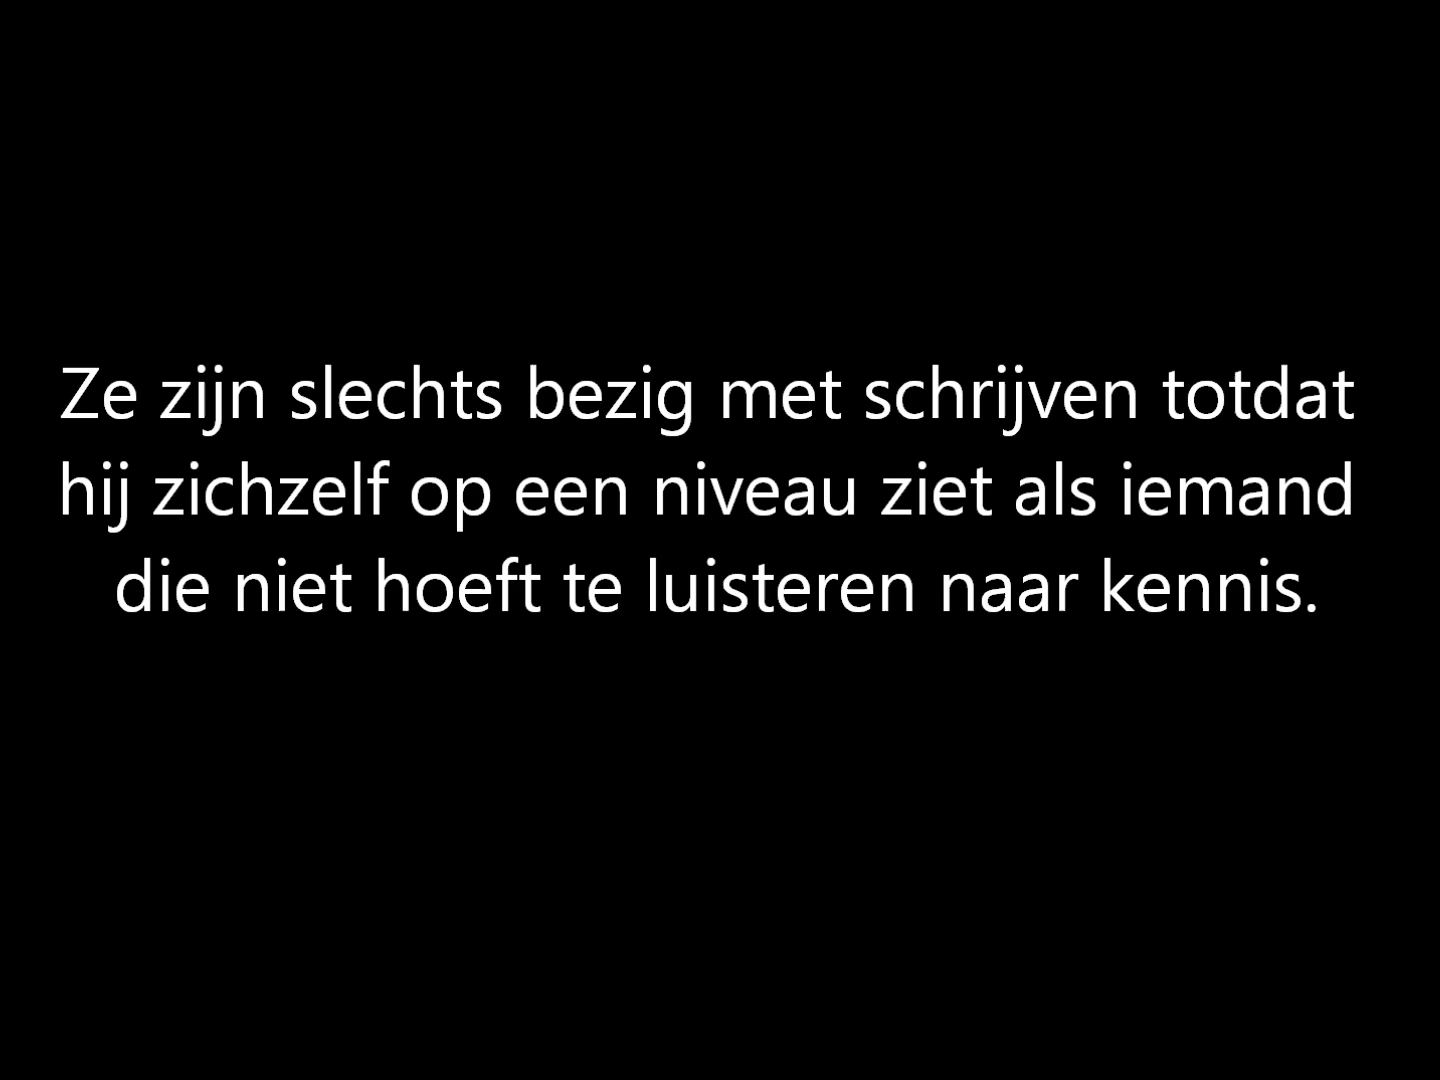 Ze zijn slechts bezig met schrijven totdat
hij zichzelf op een niveau ziet als iemand
die niet hoeft te luisteren naar kennis.